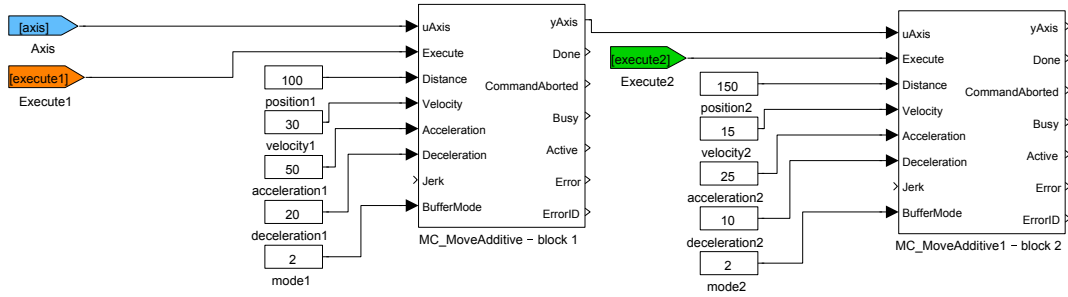 [axis]
Axis
[execute1]
Execute1
100
position1
30
velocity1
50
acceleration1
20
deceleration1
2
mode1
uAxis
Execute
Distance
Velocity
Acceleration
Deceleration
Jerk
BufferMode
yAxis
Done
CommandAborted
Busy
Active
Error
ErrorID
MC_MoveAdditive − block 1
[execute2]
Execute2
150
position2
15
velocity2
25
acceleration2
10
deceleration2
2
mode2
uAxis
Execute
Distance
Velocity
Acceleration
Deceleration
Jerk
BufferMode
yAxis
Done
CommandAborted
Busy
Active
Error
ErrorID
MC_MoveAdditive1 − block 2